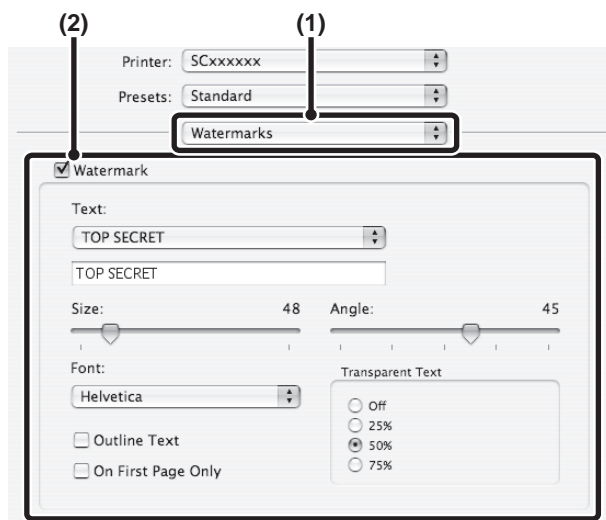 (2) (1)
Printer: SCxxxxxx
Presets: Standard
Watermarks
Watermark
Text:
TOP SECRET
TOP SECRET
Size: 48 Angle: 45
Font: Transparent Text
Helvetica
Off
25%
Outline Text
50%
On First Page Only
75%